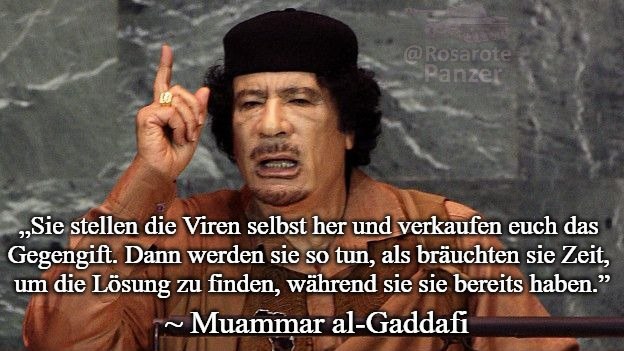 @Rosarote
Panzer
„Sie stellen die Viren selbst her und verkaufen euch das
Gegengift. Dann werden sie so tun, als bräuchten sie Zeit,
um die Lösung zu finden, während sie sie bereits haben.”
~ Muammar al-Gaddafi